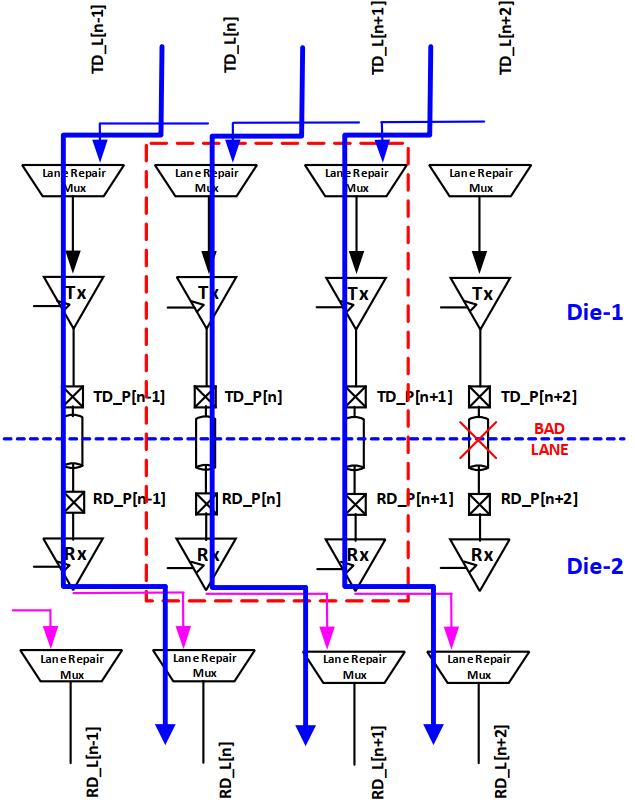 TD_L[n-1]
TD_L[n]
TD_L[n+1]
TD_L[n+2]
Lane Repair
Mux
Lane Repair
Mux
Lane Repair
Mux
Lane Repair
Mux
Tx
Tx
Tx
Tx
Die-1
TD_P[n-1]
TD_P[n]
TD_P[n+1]
TD_P[n+2]
BAD
LANE
RD_P[n-1]
RD_P[n]
RD_P[n+1]
RD_P[n+2]
Rx
Rx
Rx
Rx
Die-2
Lane Repair
Mux
Lane Repair
Mux
Lane Repair
Mux
Lane Repair
Mux
RD_L[n-1]
RD_L[n]
RD_L[n+1]
RD_L[n+2]